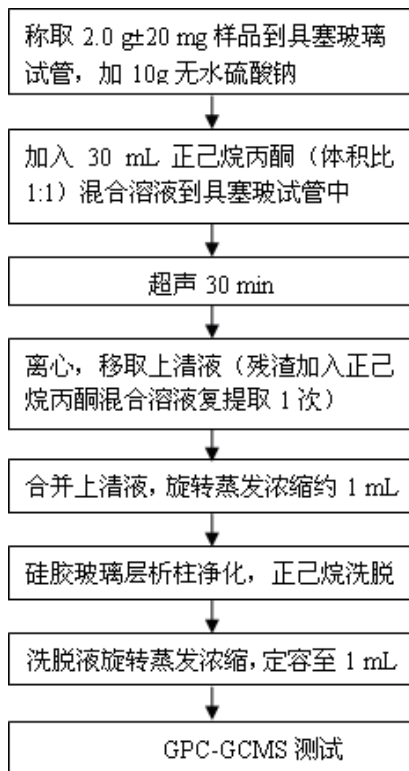 称取 2.0 g±20 mg 样品到具塞玻璃
试管，加 10g 无水硫酸钠
加入 30 mL 正己烷丙酮（体积比
1:1）混合溶液到具塞玻试管中
超声 30 min
离心，移取上清液（残渣加入正己
烷丙酮混合溶液复提取 1 次）
合并上清液，旋转蒸发浓缩约 1 mL
硅胶玻璃层析柱净化，正己烷洗脱
洗脱液旋转蒸发浓缩，定容至 1 mL
GPC-GCMS 测试